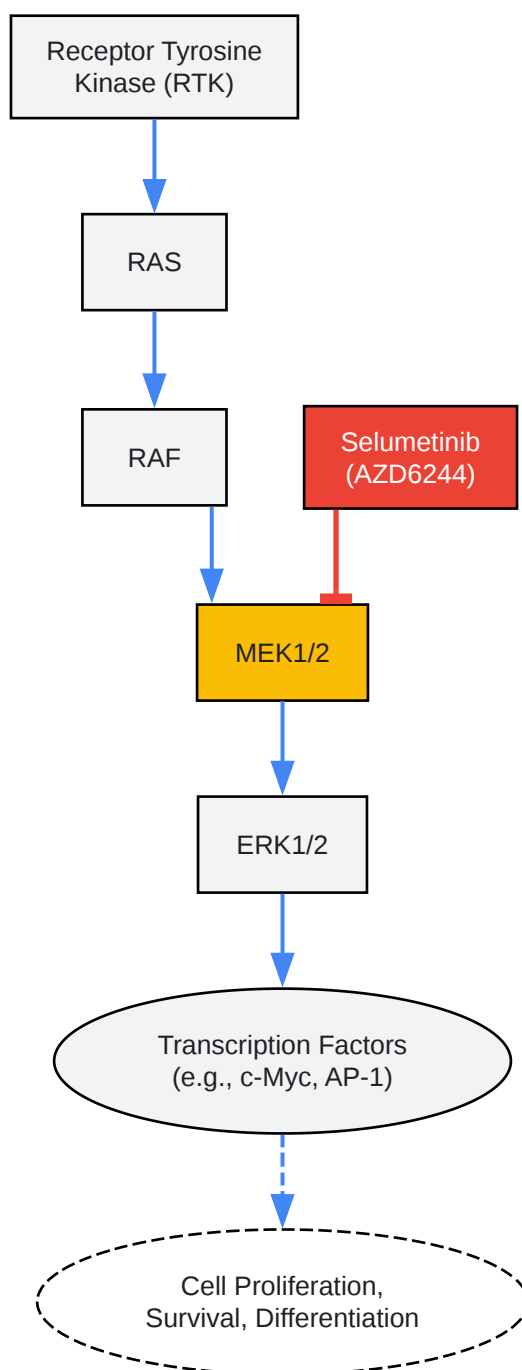 Receptor Tyrosine
Kinase (RTK)
RAS
RAF
Selumetinib
(AZD6244)
MEK1/2
ERK1/2
Transcription Factors
(e.g., c-Myc, AP-1)
Cell Proliferation,
Survival, Differentiation